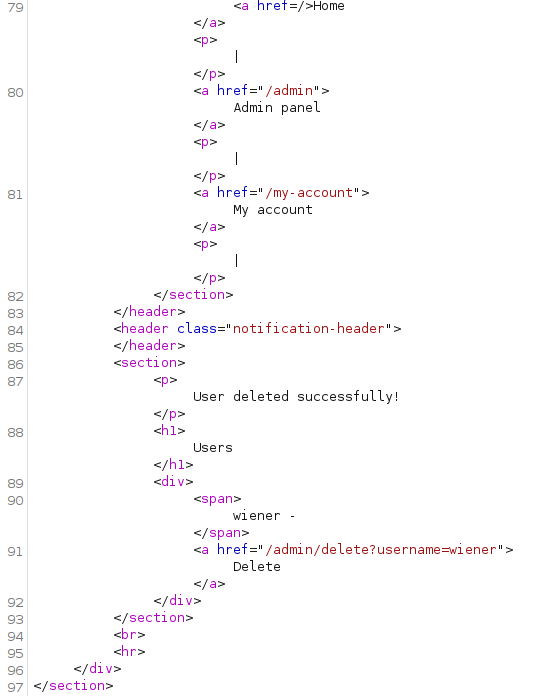 79 <a href=/>Home
</a>
<p>
|
</p>
80 <a href="/admin">
Admin panel
</a>
<p>
|
</p>
81 <a href="/my-account">
My account
</a>
<p>
|
</p>
82 </section>
83 </header>
84 <header class="notification-header">
85 </header>
86 <section>
87 <p>
User deleted successfully!
</p>
88 <h1>
Users
</h1>
89 <div>
90 <span>
wiener -
</span>
91 <a href="/admin/delete?username=wiener">
Delete
</a>
92 </div>
93 </section>
94 <br>
95 <hr>
96 </div>
97 </section>